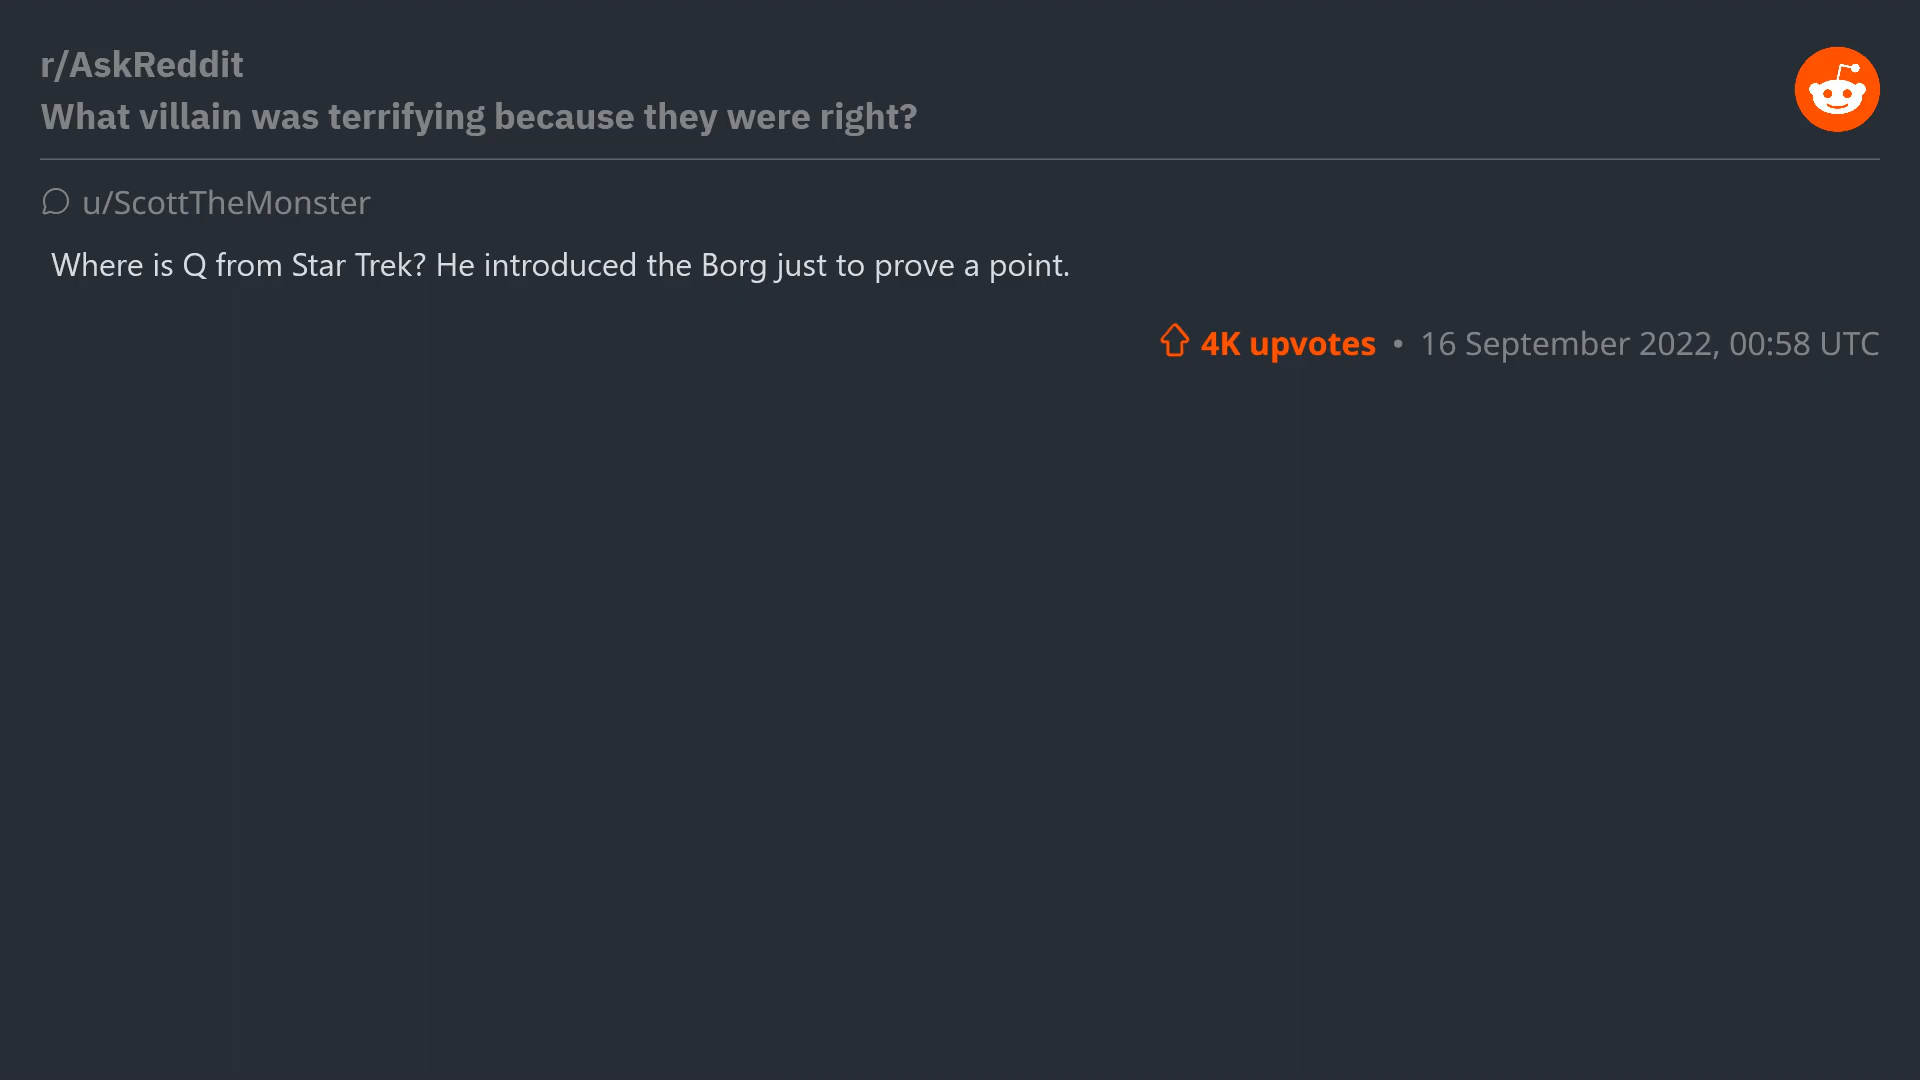 r/AskReddit
What villain was terrifying because they were right?
u/ScottTheMonster
Where is Q from Star Trek? He introduced the Borg just to prove a point.
4K upvotes • 16 September 2022, 00:58 UTC